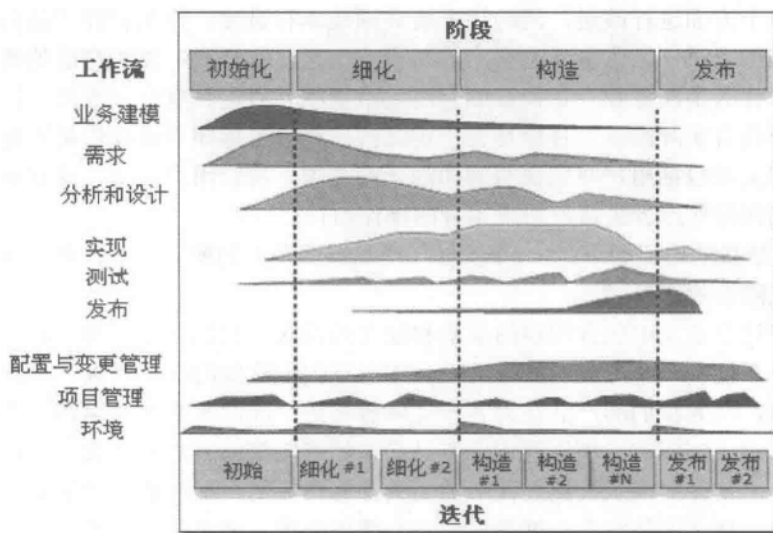 阶段
工作流 初始化 细化 构造 发布
业务建模
需求
分析和设计
实现
测试
发布
配置与变更管理
项目管理
环境
初始 细化 #1 细化 #2 构造 #1 构造 #2 构造 #N 发布 #1 发布 #2
迭代